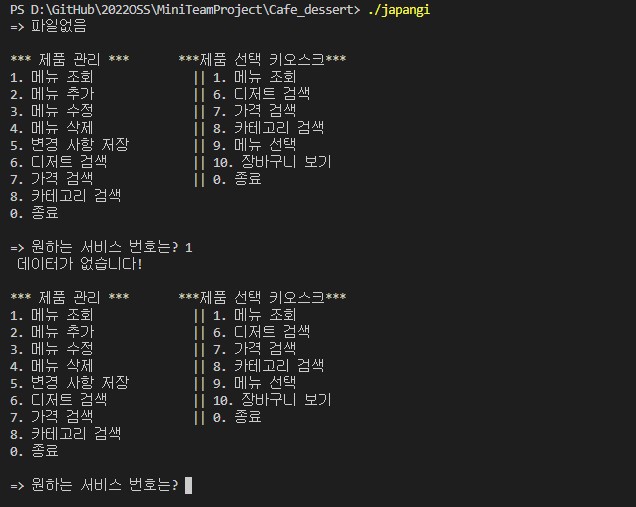 PS D:\GitHub\2022OSS\MiniTeamProject\Cafe_dessert> ./japangi
=> 파일없음
*** 제품 관리 *** ***제품 선택 키오스크***
1. 메뉴 조회 || 1. 메뉴 조회
2. 메뉴 추가 || 6. 디저트 검색
3. 메뉴 수정 || 7. 가격 검색
4. 메뉴 삭제 || 8. 카테고리 검색
5. 변경 사항 저장 || 9. 메뉴 선택
6. 디저트 검색 || 10. 장바구니 보기
7. 가격 검색 || 0. 종료
8. 카테고리 검색
0. 종료
=> 원하는 서비스 번호는? 1
데이터가 없습니다!
*** 제품 관리 *** ***제품 선택 키오스크***
1. 메뉴 조회 || 1. 메뉴 조회
2. 메뉴 추가 || 6. 디저트 검색
3. 메뉴 수정 || 7. 가격 검색
4. 메뉴 삭제 || 8. 카테고리 검색
5. 변경 사항 저장 || 9. 메뉴 선택
6. 디저트 검색 || 10. 장바구니 보기
7. 가격 검색 || 0. 종료
8. 카테고리 검색
0. 종료
=> 원하는 서비스 번호는?